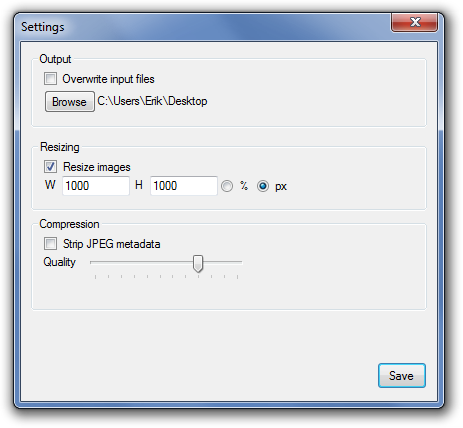 Settings
Output
Overwrite input files
Browse C:\Users\Erik\Desktop
Resizing
Resize images
W 1000 H 1000 % px
Compression
Strip JPEG metadata
Quality
Save